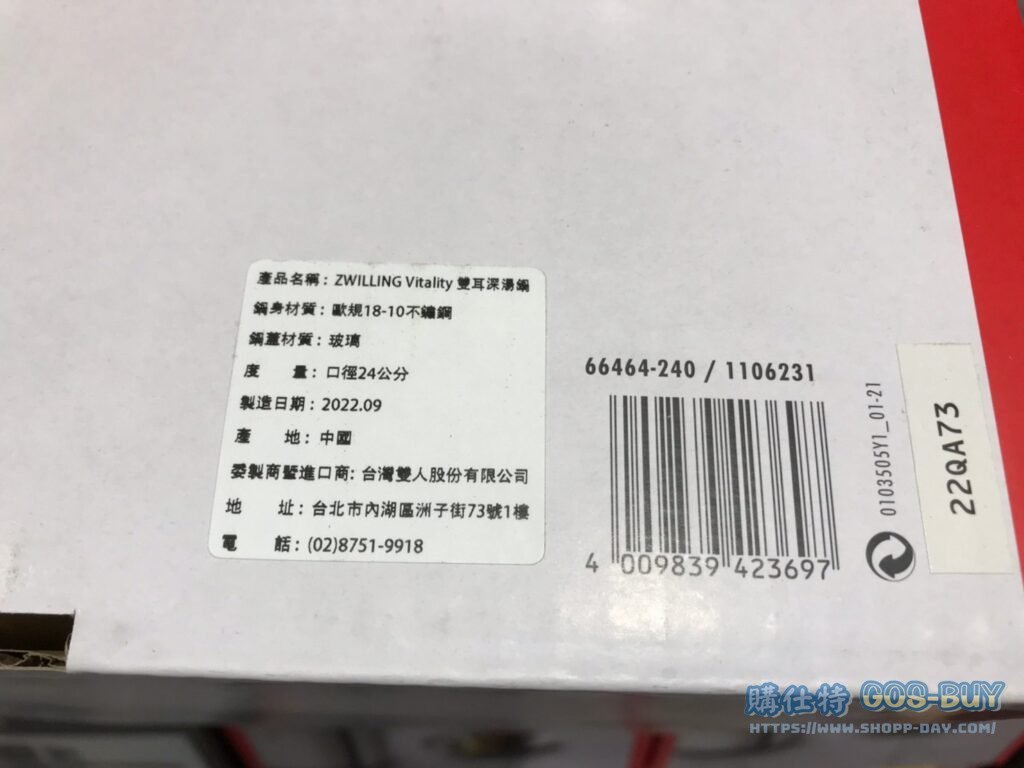 產品名稱：ZWILLING Vitality 雙耳深湯鍋
鍋身材質：歐規18-10不鏽鋼
鍋蓋材質：玻璃
度 量：口徑24公分
製造日期：2022.09
產 地：中國
委製商暨進口商: 台灣雙人股份有限公司
地 址：台北市內湖區洲子街73號1樓
電 話：(02)8751-9918
66464-240 / 1106231
4 009839 423697
0103505Y1_01-21
22QA73
購仕特 GOS-BUY
HTTPS://WWW.SHOPP-DAY.COM/